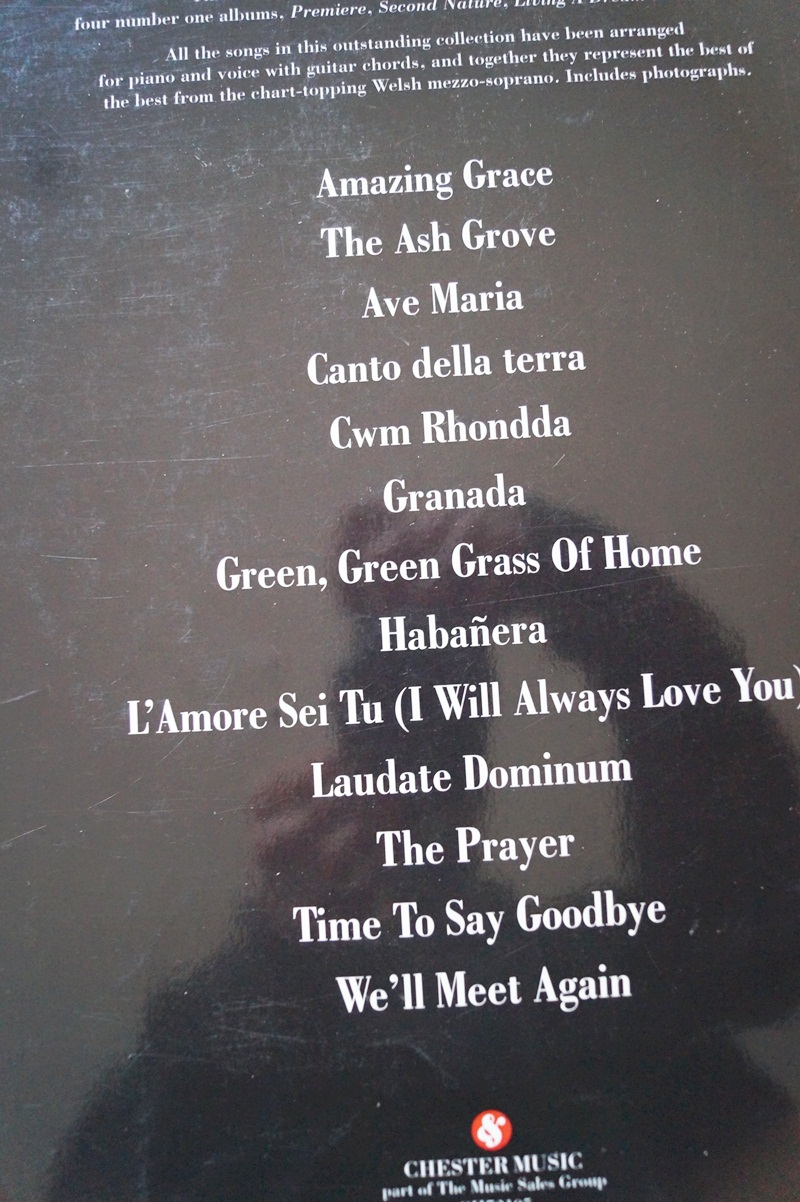 four number one albums, Premiere, Second Nature, Living A
All the songs in this outstanding collection have been arranged
for piano and voice with guitar chords, and together they represent the best of
the best from the chart-topping Welsh mezzo-soprano. Includes photographs.
Amazing Grace
The Ash Grove
Ave Maria
Canto della terra
Cwm Rhondda
Granada
Green, Green Grass Of Home
Habañera
L'Amore Sei Tu (I Will Always Love You)
Laudate Dominum
The Prayer
Time To Say Goodbye
We'll Meet Again
&
CHESTER MUSIC
part of The Music Sales Group